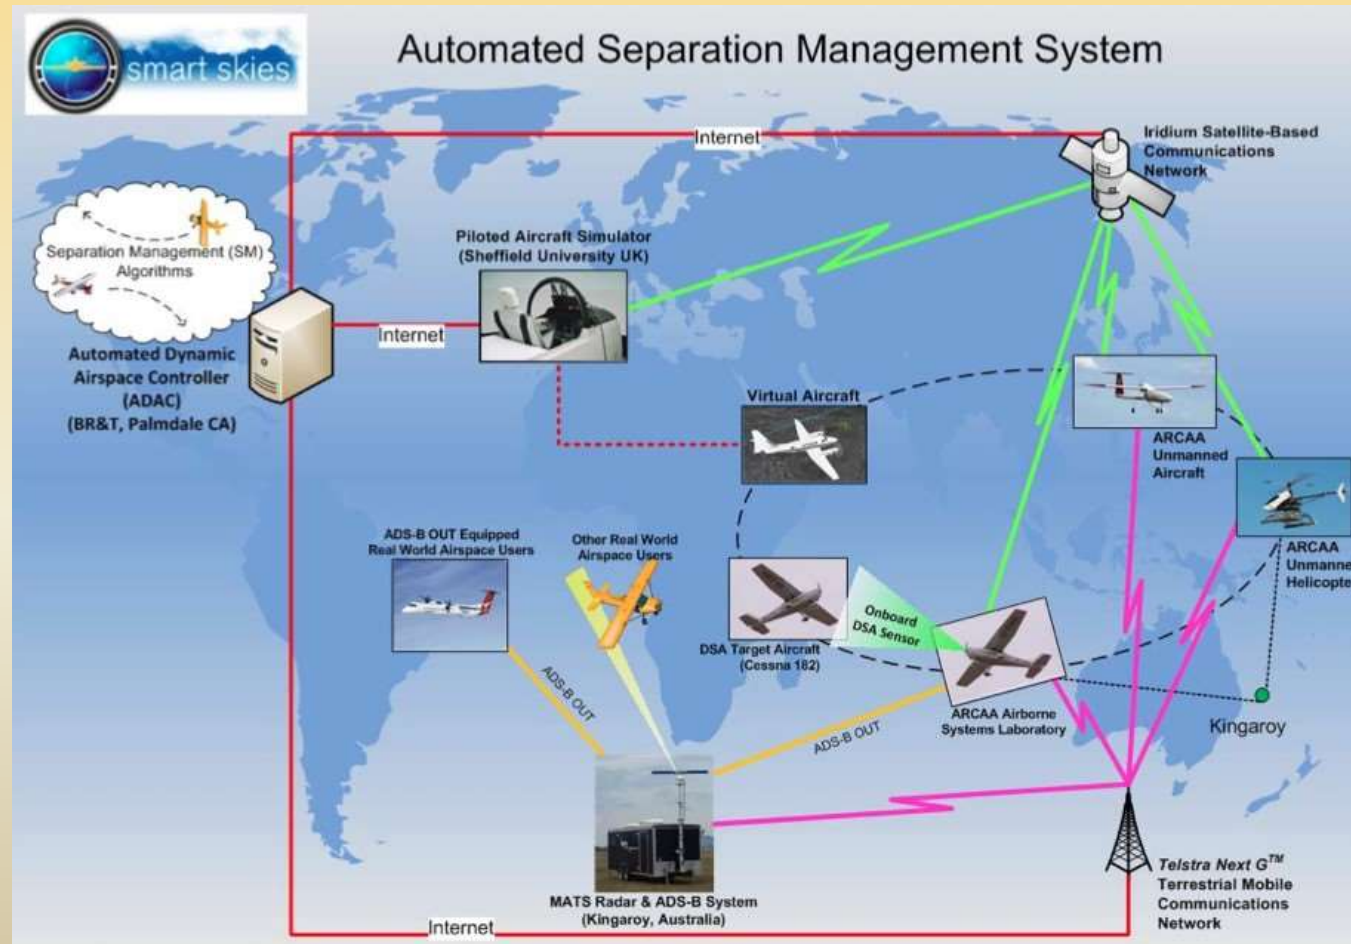 smart skies
Automated Separation Management System
Internet
Iridium Satellite-Based
Communications
Network
Separation Management (SM)
Algorithms
Piloted Aircraft Simulator
(Sheffield University UK)
Internet
Automated Dynamic
Airspace Controller
(ADAC)
(BR&T, Palmdale CA)
Virtual Aircraft
ARCAA
Unmanned
Aircraft
ADS-B OUT Equipped
Real World Airspace Users
Other Real World
Airspace Users
ARCAA
Unmanne
Helicopte
Onboard
DSA Sensor
DSA Target Aircraft
(Cessna 182)
ADS-B OUT
ADS-B OUT
ARCAA Airborne
Systems Laboratory
Kingaroy
MATS Radar & ADS-B System
(Kingaroy, Australia)
Telstra Next G™
Terrestrial Mobile
Communications
Network
Internet